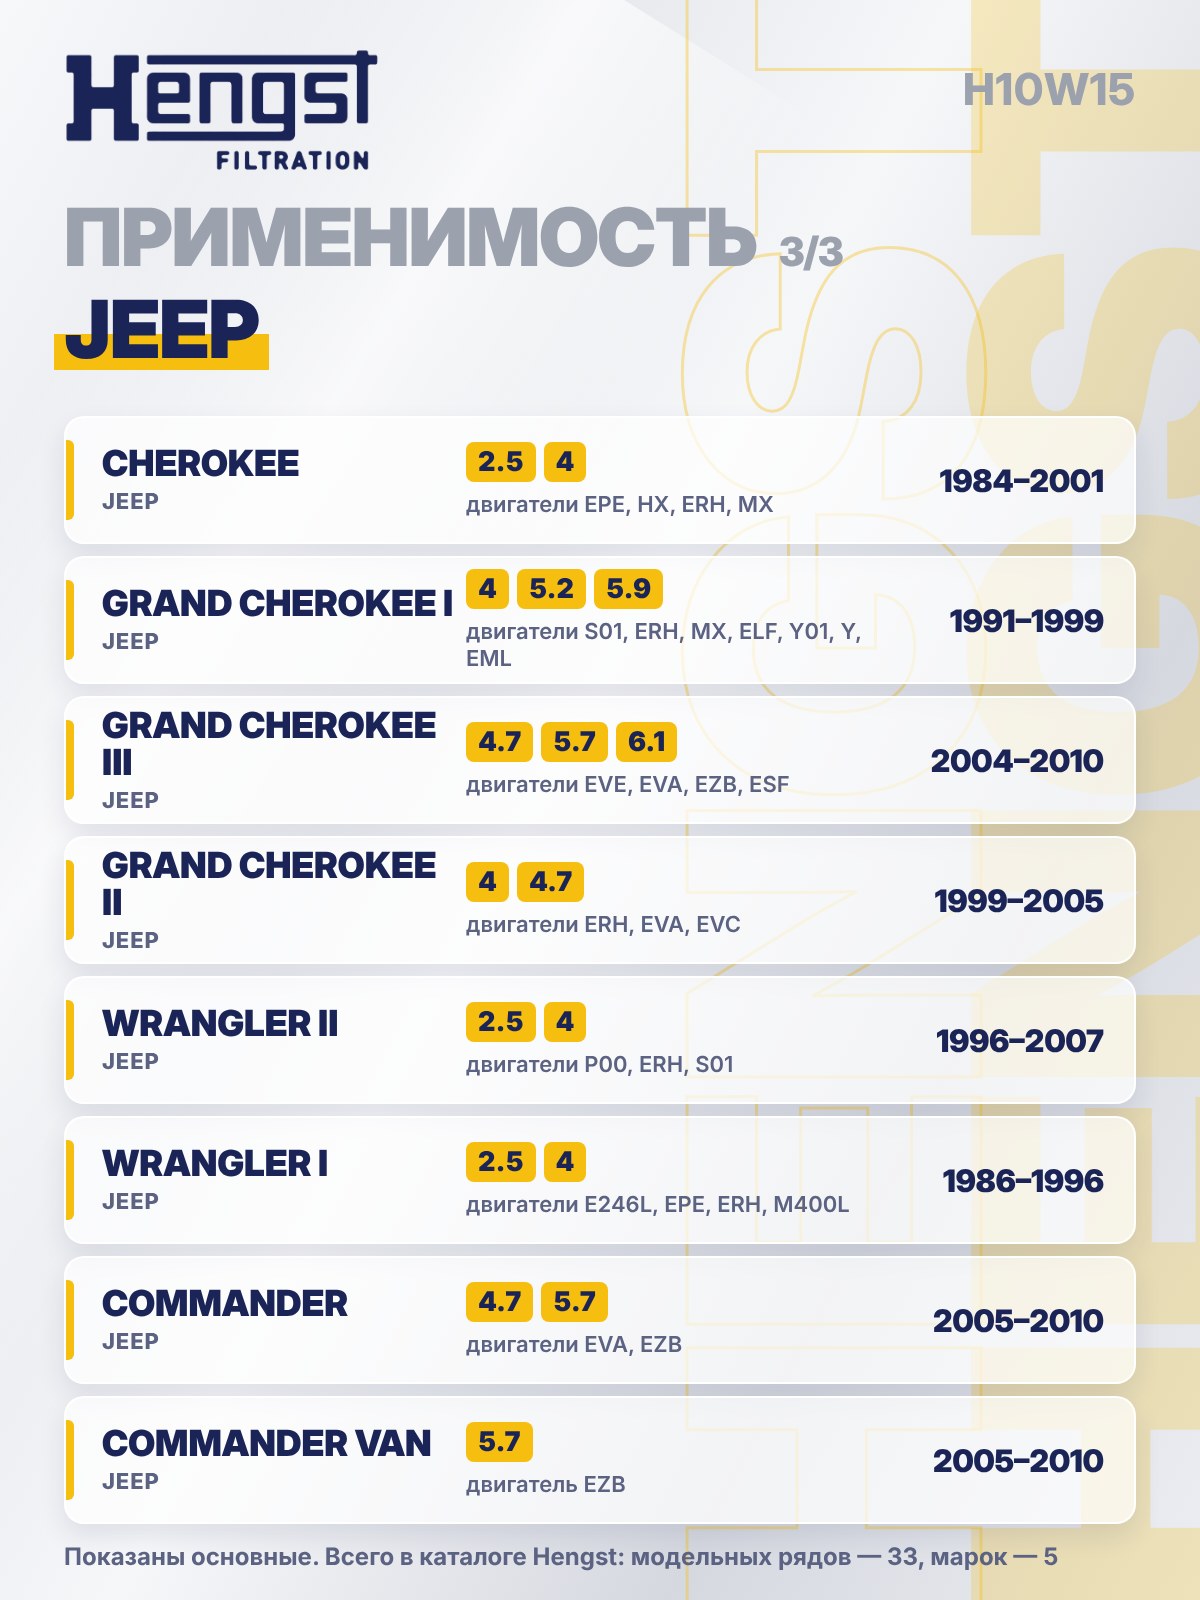 Hengst
FILTRATION
H10W15
ПРИМЕНИМОСТЬ 3/3
JEEP
CHEROKEE
JEEP
2.5 4
двигатели EPE, HX, ERH, MX
1984–2001
GRAND CHEROKEE I
JEEP
4 5.2 5.9
двигатели S01, ERH, MX, ELF, Y01, Y,
EML
1991–1999
GRAND CHEROKEE
III
JEEP
4.7 5.7 6.1
двигатели EVE, EVA, EZB, ESF
2004–2010
GRAND CHEROKEE
II
JEEP
4 4.7
двигатели ERH, EVA, EVC
1999–2005
WRANGLER II
JEEP
2.5 4
двигатели P00, ERH, S01
1996–2007
WRANGLER I
JEEP
2.5 4
двигатели E246L, EPE, ERH, M400L
1986–1996
COMMANDER
JEEP
4.7 5.7
двигатели EVA, EZB
2005–2010
COMMANDER VAN
JEEP
5.7
двигатель EZB
2005–2010
Показаны основные. Всего в каталоге Hengst: модельных рядов — 33, марок — 5
HENGST